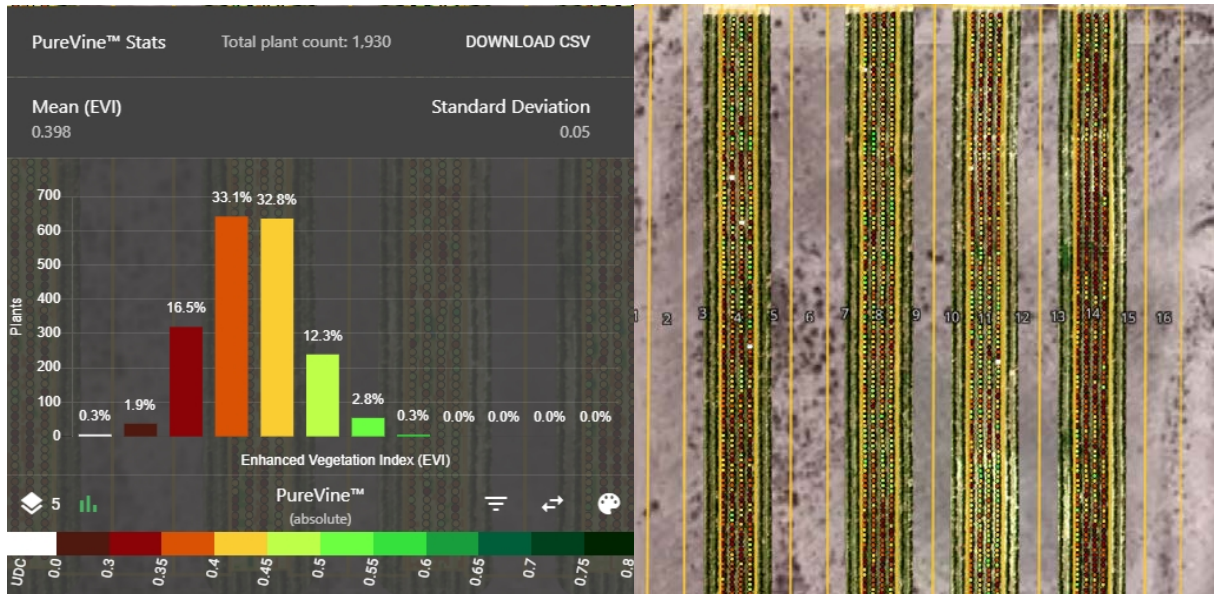 PureVine™ Stats Total plant count: 1,930 DOWNLOAD CSV
Mean (EVI) Standard Deviation
0.398 0.05
700
600
500
400
300
200
100
0
Plants
0.3%
1.9%
16.5%
33.1%
32.8%
12.3%
2.8%
0.3%
0.0%
0.0%
0.0%
0.0%
Enhanced Vegetation Index (EVI)
5
PureVine™
(absolute)
UDC 0.0 0.3 0.35 0.4 0.45 0.5 0.55 0.6 0.65 0.7 0.75 0.8
1 2 3 4 5 6 7 8 9 10 11 12 13 14 15 16